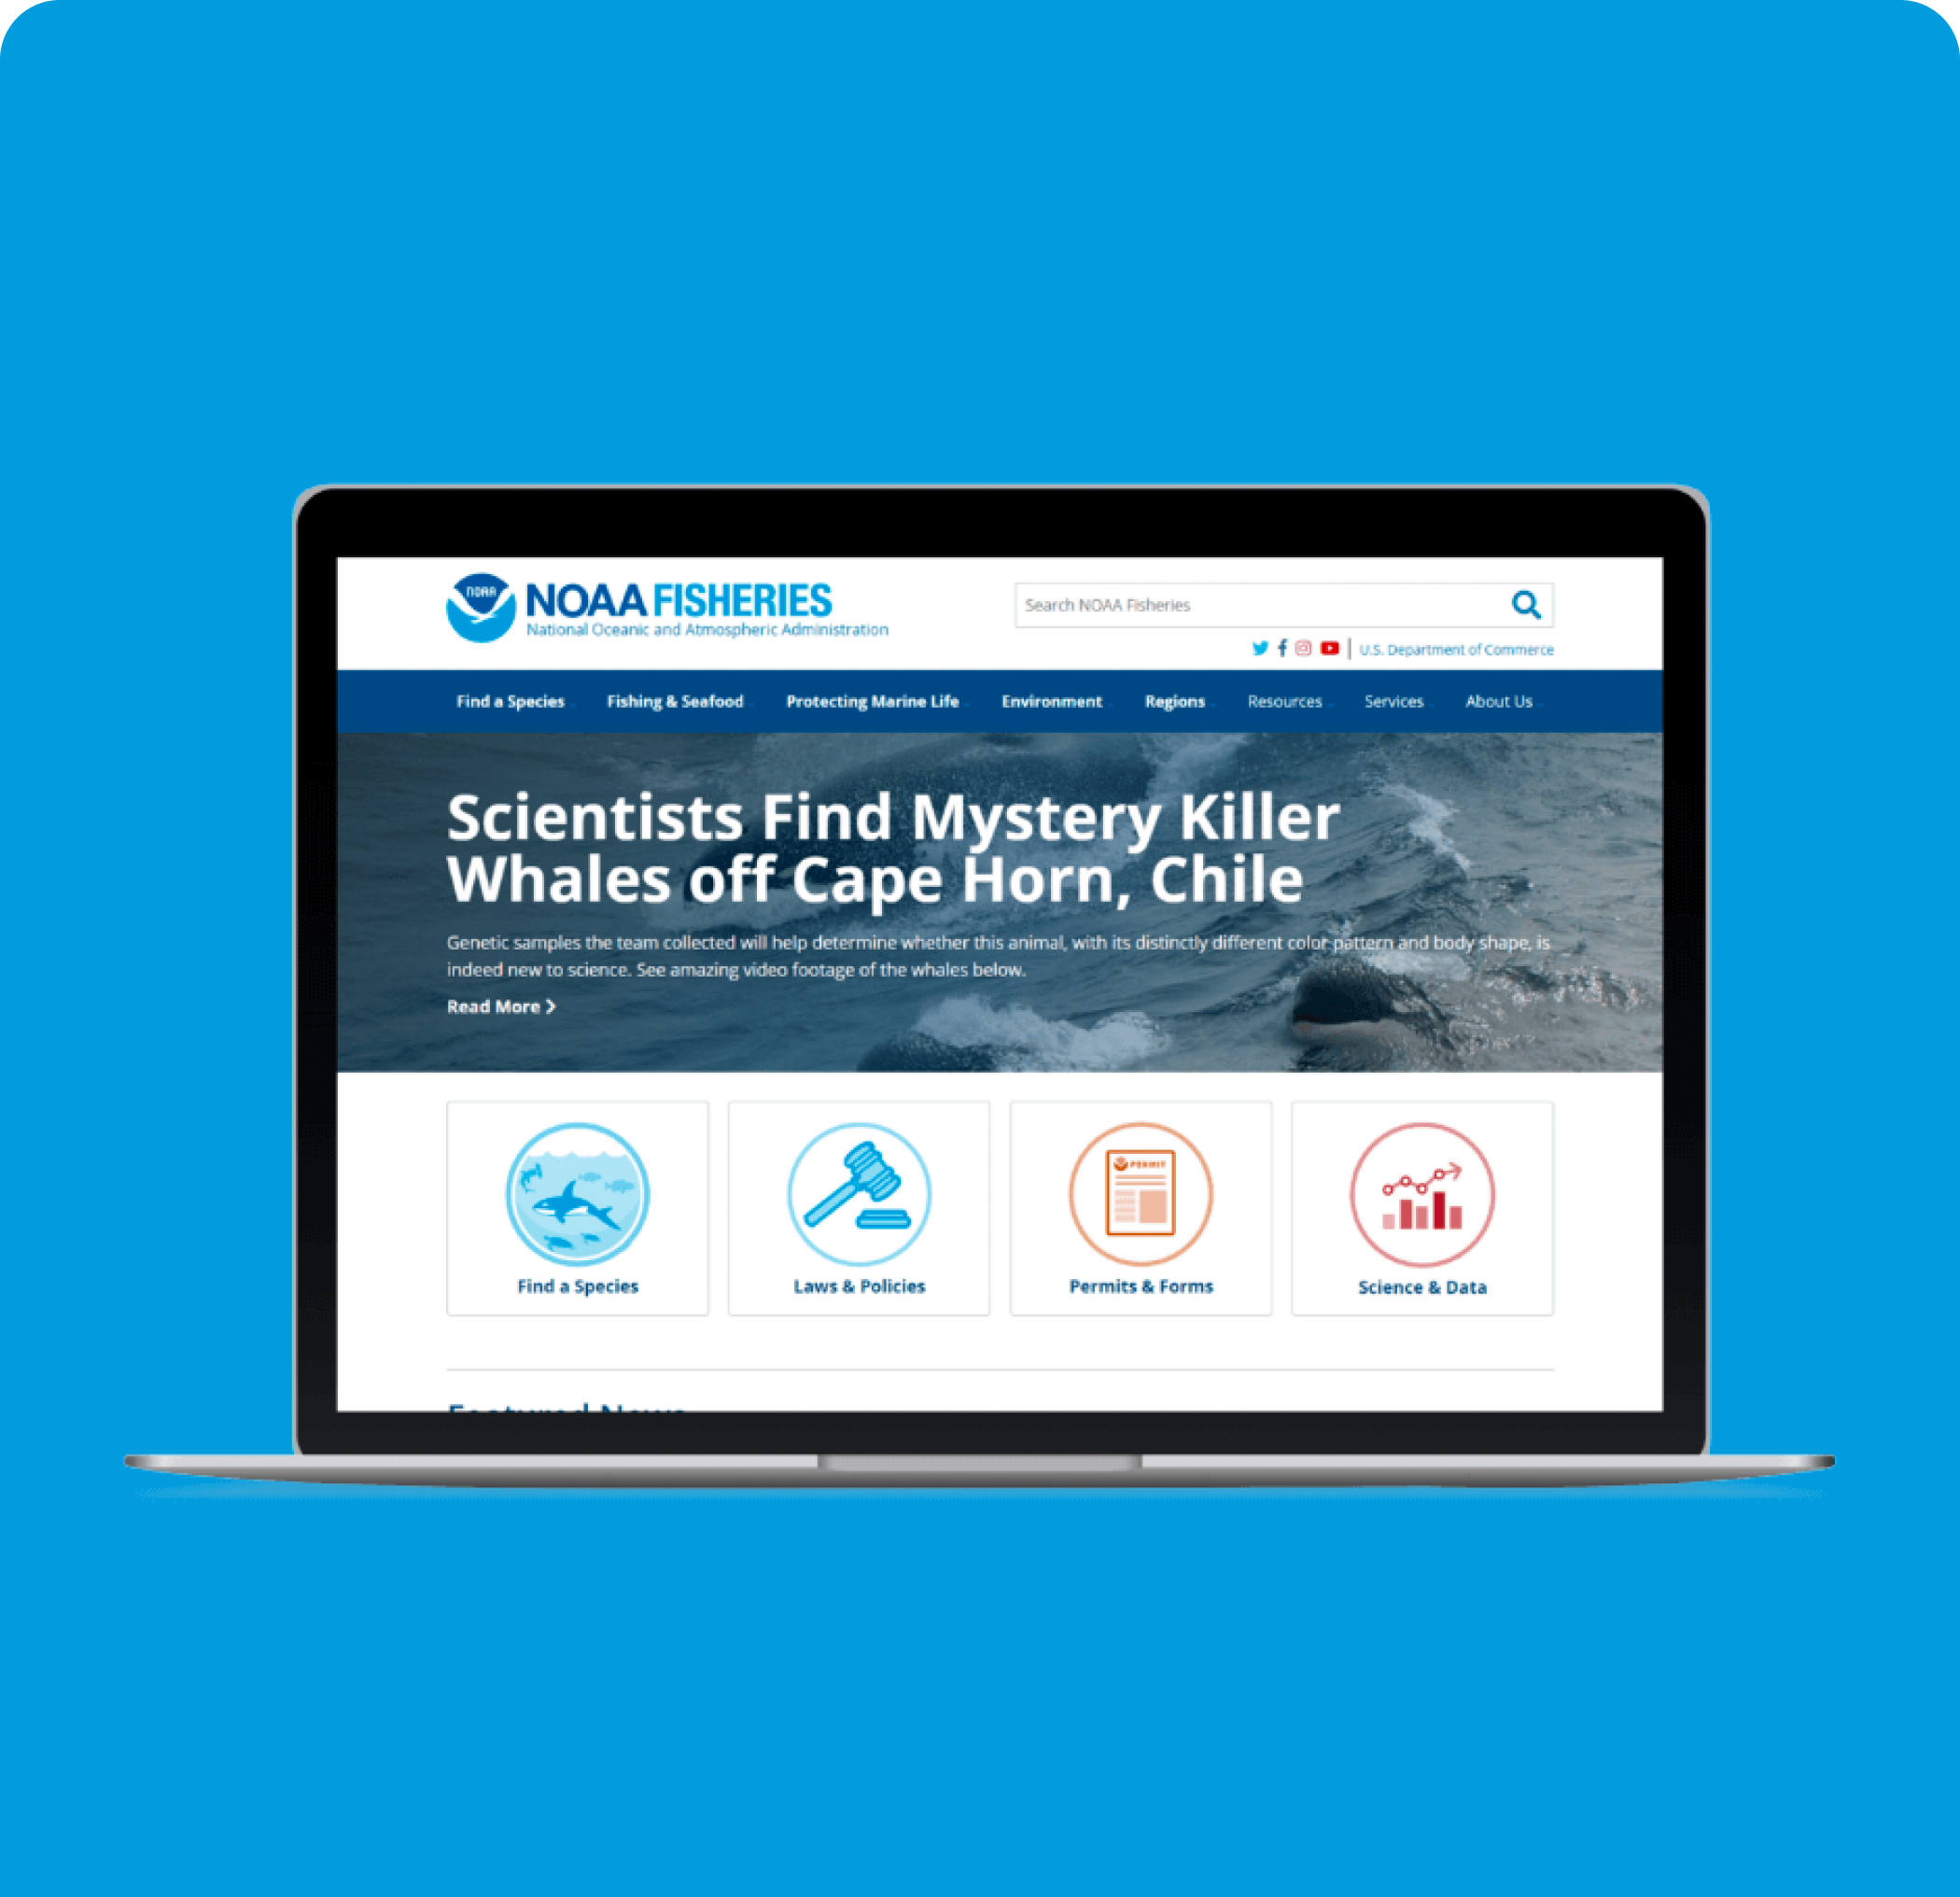 NOAA
NOAA FISHERIES
National Oceanic and Atmospheric Administration
Search NOAA Fisheries
U.S. Department of Commerce
Find a Species Fishing & Seafood Protecting Marine Life Environment Regions Resources Services About Us
Scientists Find Mystery Killer
Whales off Cape Horn, Chile
Genetic samples the team collected will help determine whether this animal, with its distinctly different color pattern and body shape, is
indeed new to science. See amazing video footage of the whales below.
Read More
PERMIT
Find a Species
Laws & Policies
Permits & Forms
Science & Data
Featured News